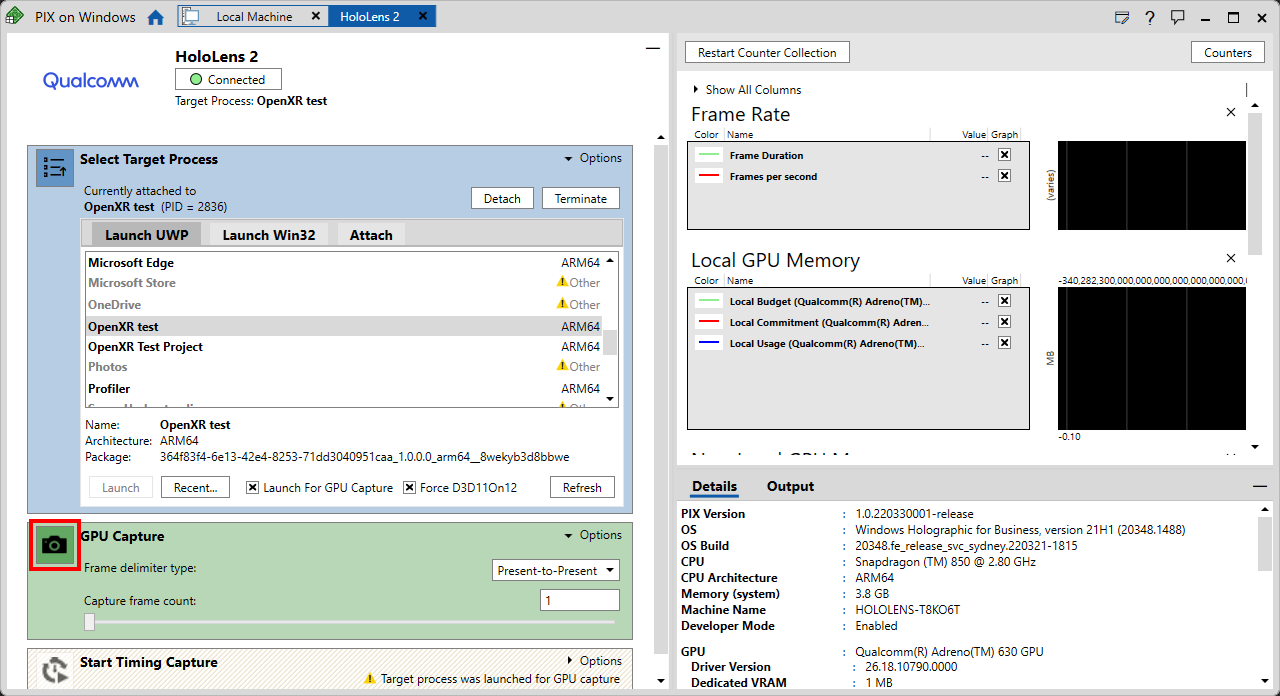 PIX on Windows
Local Machine
HoloLens 2
Qualcomm
HoloLens 2
Connected
Target Process: OpenXR test
Select Target Process
Options
Currently attached to
OpenXR test (PID = 2836)
Detach
Terminate
Launch UWP
Launch Win32
Attach
Microsoft Edge ARM64
Microsoft Store Other
OneDrive Other
OpenXR test ARM64
OpenXR Test Project ARM64
Photos Other
Profiler ARM64
Name: OpenXR test
Architecture: ARM64
Package: 364f83f4-6e13-42e4-8253-71dd3040951caa_1.0.0.0_arm64__8wekyb3d8bbwe
Launch
Recent...
Launch For GPU Capture
Force D3D11On12
Refresh
GPU Capture
Options
Frame delimiter type:
Present-to-Present
Capture frame count:
1
Start Timing Capture
Options
Target process was launched for GPU capture
Restart Counter Collection
Counters
Show All Columns
Frame Rate
Color Name Value Graph
Frame Duration --
Frames per second --
(varies)
Local GPU Memory
Color Name Value Graph
-340,282,300,000,000,000,000,000,000,000,
Local Budget (Qualcomm(R) Adreno(TM)... --
Local Commitment (Qualcomm(R) Adren... --
Local Usage (Qualcomm(R) Adreno(TM)... --
MB
-0.10
Details
Output
PIX Version : 1.0.220330001-release
OS : Windows Holographic for Business, version 21H1 (20348.1488)
OS Build : 20348.fe_release_svc_sydney.220321-1815
CPU : Snapdragon (TM) 850 @ 2.80 GHz
CPU Architecture : ARM64
Memory (system) : 3.8 GB
Machine Name : HOLOLENS-T8KO6T
Developer Mode : Enabled
GPU : Qualcomm(R) Adreno(TM) 630 GPU
Driver Version : 26.18.10790.0000
Dedicated VRAM : 1 MB